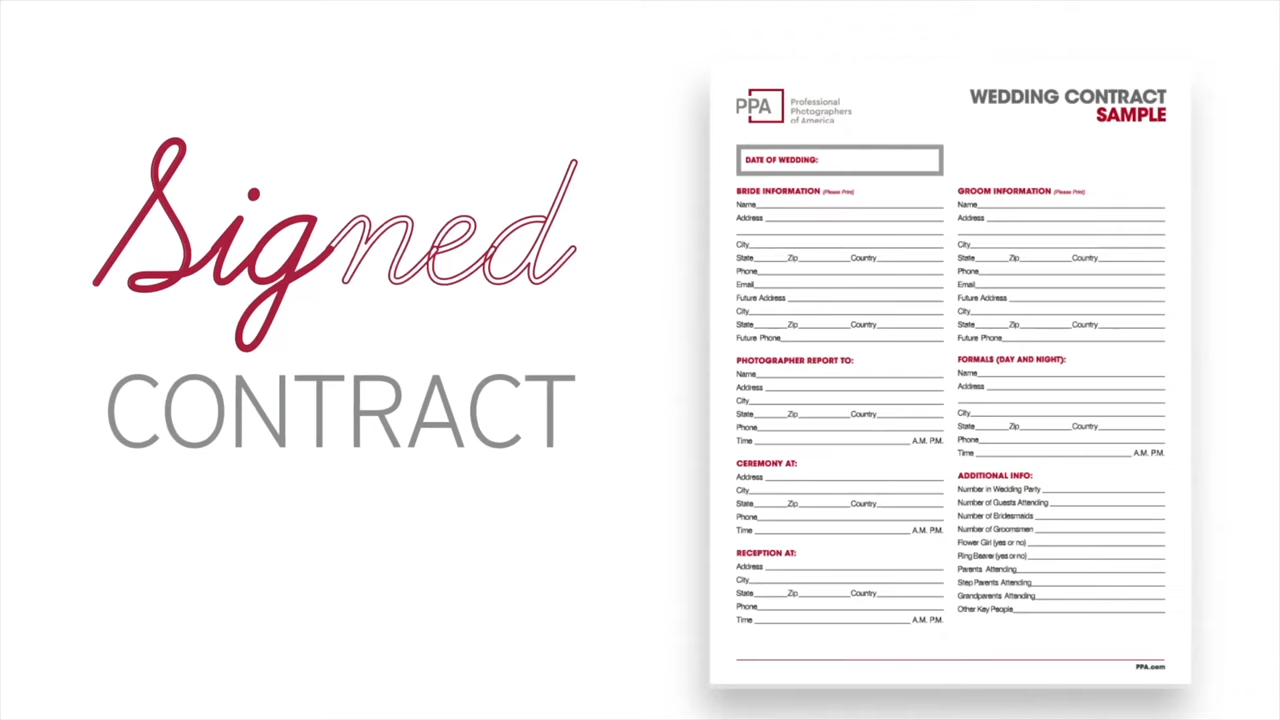 Signed
CONTRACT
PPA Professional
Photographers
of America
WEDDING CONTRACT
SAMPLE
DATE OF WEDDING:
BRIDE INFORMATION (Please Print)
Name
Address
City
State Zip Country
Phone
Email
Future Address
City
State Zip Country
Future Phone
PHOTOGRAPHER REPORT TO:
Name
Address
City
State Zip Country
Phone
Time A.M. P.M.
CEREMONY AT:
Address
City
State Zip Country
Phone
Time A.M. P.M.
RECEPTION AT:
Address
City
State Zip Country
Phone
Time A.M. P.M.
GROOM INFORMATION (Please Print)
Name
Address
City
State Zip Country
Phone
Email
Future Address
City
State Zip Country
Future Phone
FORMALS (DAY AND NIGHT):
Name
Address
City
State Zip Country
Phone
Time A.M. P.M.
ADDITIONAL INFO:
Number in Wedding Party
Number of Guests Attending
Number of Bridesmaids
Number of Groomsmen
Flower Girl (yes or no)
Ring Bearer (yes or no)
Parents Attending
Step Parents Attending
Grandparents Attending
Other Key People
PPA.com